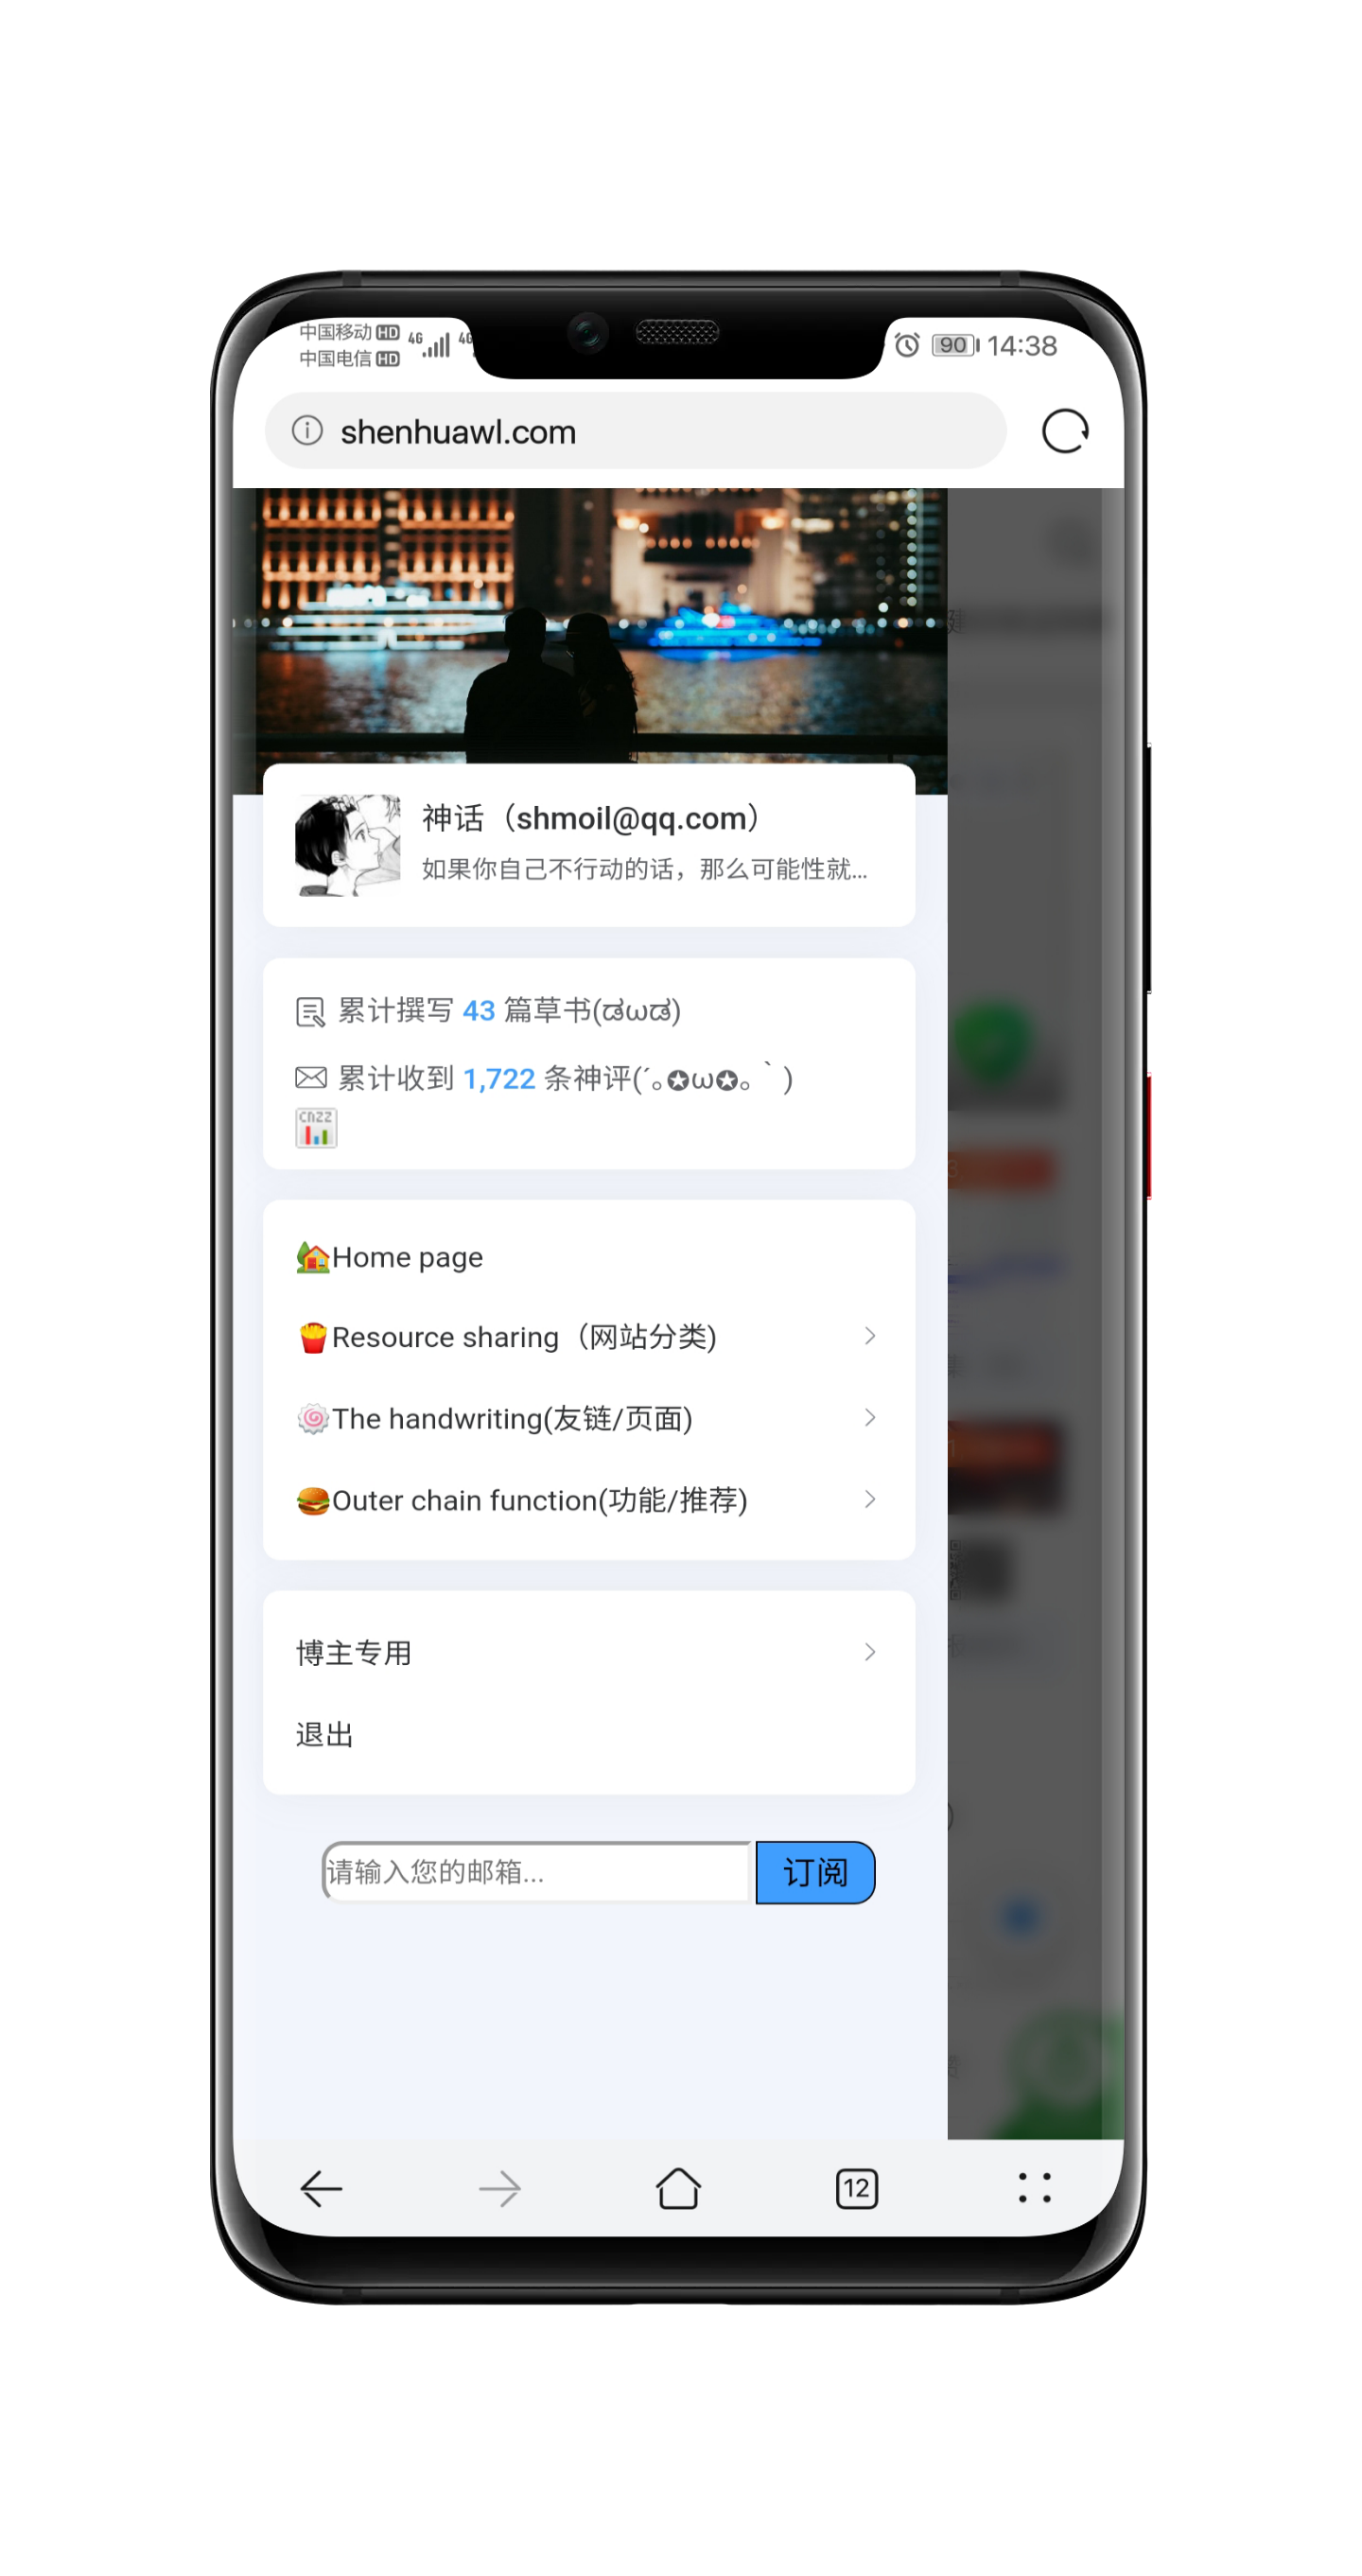 中国移动 HD 4G 4G
中国电信 HD
90 14:38
shenhuawl.com
神话（shmoil@qq.com）
如果你自己不行动的话，那么可能性就...
累计撰写 43 篇草书(ಡωಡ)
累计收到 1,722 条神评(´｡✪ω✪｡｀)
CNZZ
🏡Home page
🍟Resource sharing（网站分类)
🍥The handwriting(友链/页面)
🍔Outer chain function(功能/推荐)
博主专用
退出
请输入您的邮箱...
订阅
12